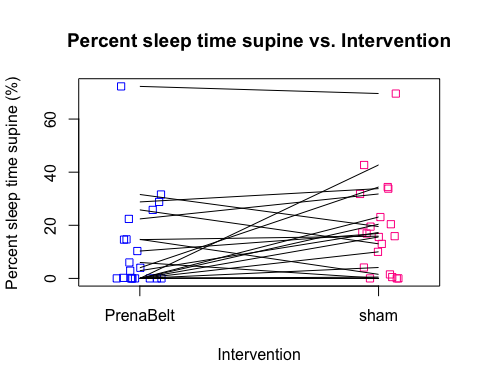 Percent sleep time supine vs. Intervention
Percent sleep time supine (%)
60
40
20
0
PrenaBelt sham
Intervention